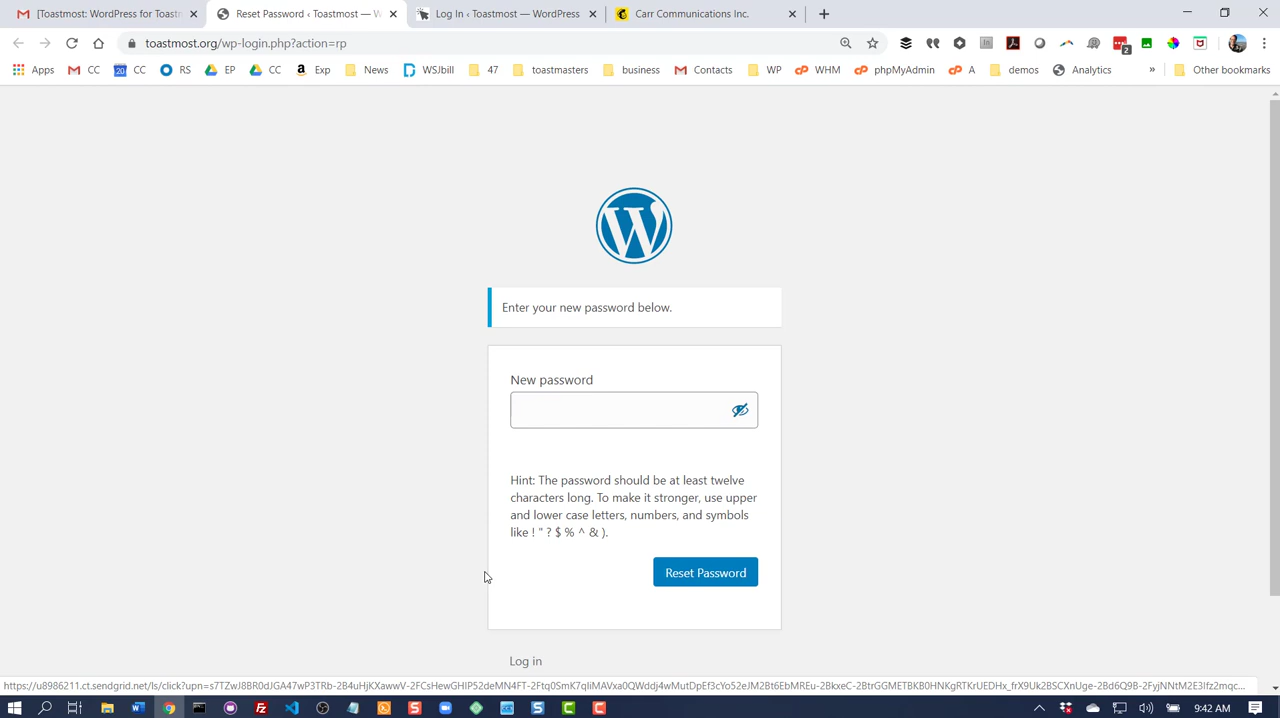 [Toastmost: WordPress for Toastm
Reset Password ‹ Toastmost — W
Log In ‹ Toastmost — WordPress
Carr Communications Inc.
toastmost.org/wp-login.php?action=rp
2
Apps
CC
20
CC
RS
EP
CC
Exp
News
WSJbill
47
toastmasters
business
Contacts
WP
WHM
phpMyAdmin
A
demos
Analytics
»
Other bookmarks
Enter your new password below.
New password
Hint: The password should be at least twelve
characters long. To make it stronger, use upper
and lower case letters, numbers, and symbols
like ! " ? $ % ^ & ).
Reset Password
Log in
9:42 AM